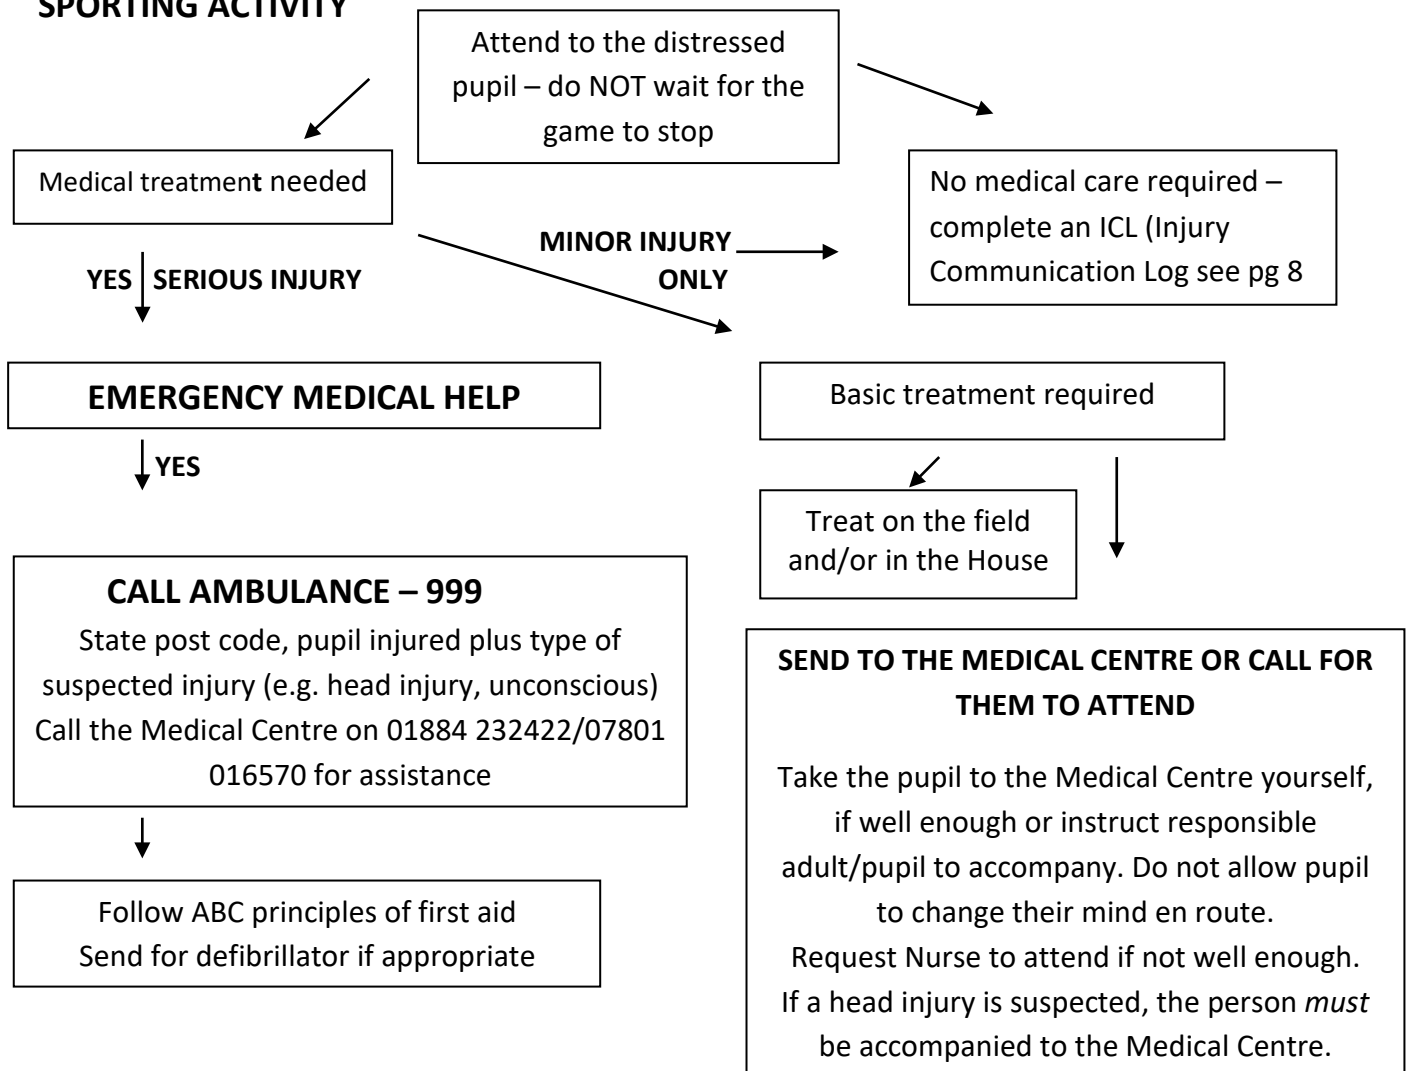 SPORTING ACTIVITY
Attend to the distressed
pupil – do NOT wait for the
game to stop
Medical treatment needed
No medical care required –
complete an ICL (Injury
Communication Log see pg 8
MINOR INJURY
ONLY
YES
SERIOUS INJURY
EMERGENCY MEDICAL HELP
Basic treatment required
YES
Treat on the field
and/or in the House
CALL AMBULANCE – 999
State post code, pupil injured plus type of
suspected injury (e.g. head injury, unconscious)
Call the Medical Centre on 01884 232422/07801
016570 for assistance
SEND TO THE MEDICAL CENTRE OR CALL FOR
THEM TO ATTEND
Take the pupil to the Medical Centre yourself,
if well enough or instruct responsible
adult/pupil to accompany. Do not allow pupil
to change their mind en route.
Request Nurse to attend if not well enough.
If a head injury is suspected, the person must
be accompanied to the Medical Centre.
Follow ABC principles of first aid
Send for defibrillator if appropriate